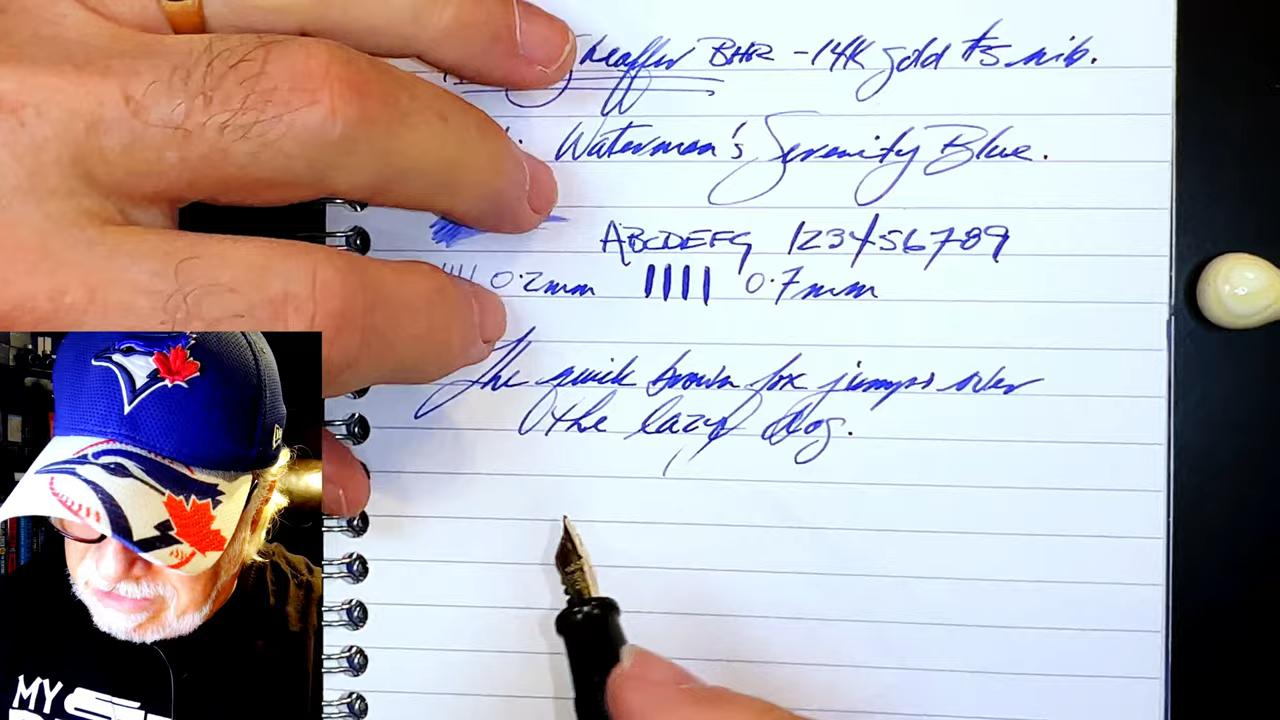 Sheaffer BHR - 14K gold #5 nib.
Waterman's Serenity Blue.
ABCDEFG 123456789
0.2mm 0.7mm
The quick brown fox jumps over
the lazy dog.
MY